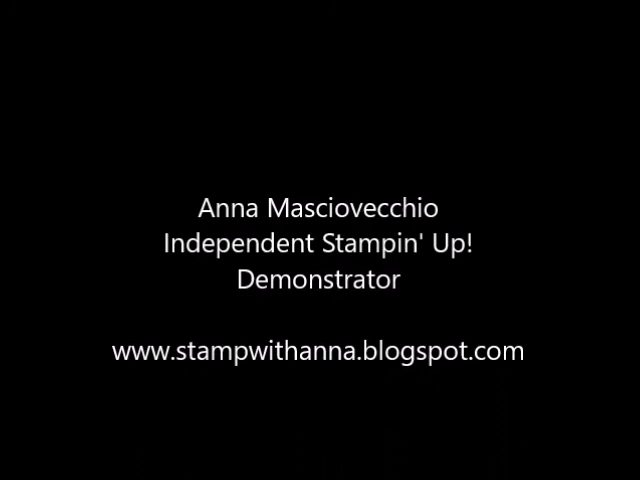 Anna Masciovecchio
Independent Stampin' Up!
Demonstrator
www.stampwithanna.blogspot.com